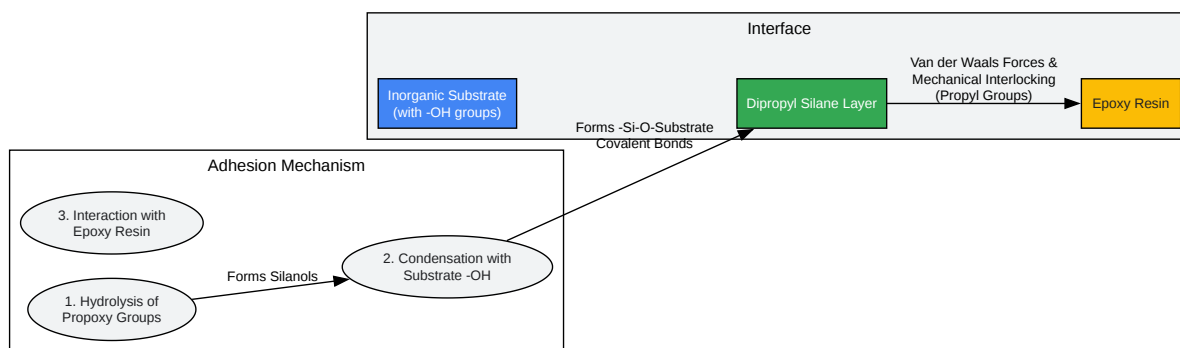 Interface
Inorganic Substrate
(with -OH groups)
Dipropyl Silane Layer
Van der Waals Forces &
Mechanical Interlocking
(Propyl Groups)
Epoxy Resin
Forms -Si-O-Substrate
Covalent Bonds
Adhesion Mechanism
3. Interaction with
Epoxy Resin
2. Condensation with
Substrate -OH
Forms Silanols
1. Hydrolysis of
Propoxy Groups